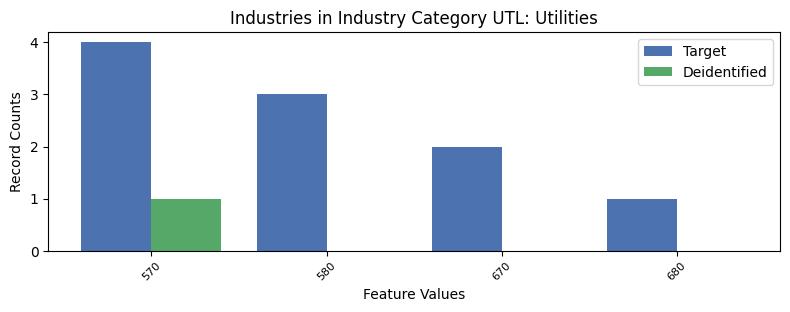 Industries in Industry Category UTL: Utilities
Target
Deidentified
Record Counts
4
3
2
1
0
570
580
670
680
Feature Values